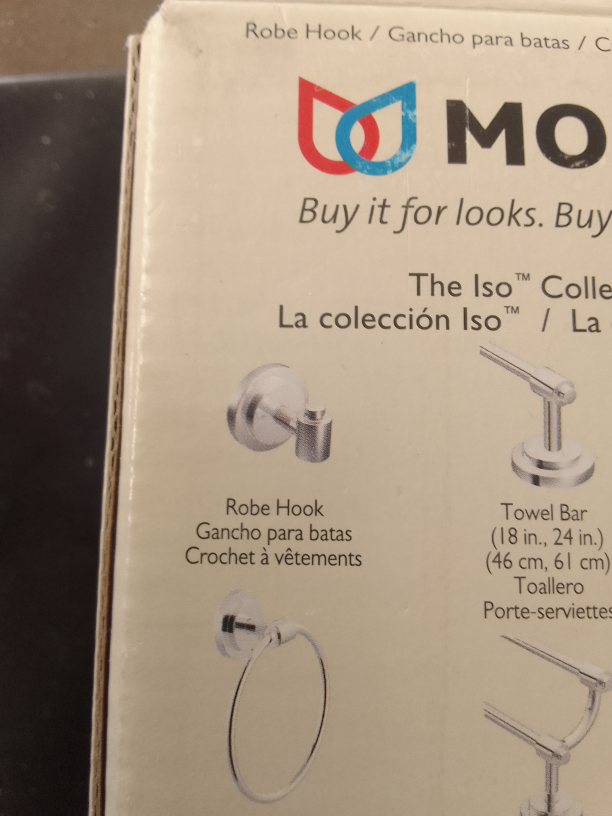 Robe Hook / Gancho para batas / C
MO
Buy it for looks. Buy
The Iso™ Colle
La colección Iso™ / La
Robe Hook
Gancho para batas
Crochet à vêtements
Towel Bar
(18 in., 24 in.)
(46 cm, 61 cm)
Toallero
Porte-serviettes